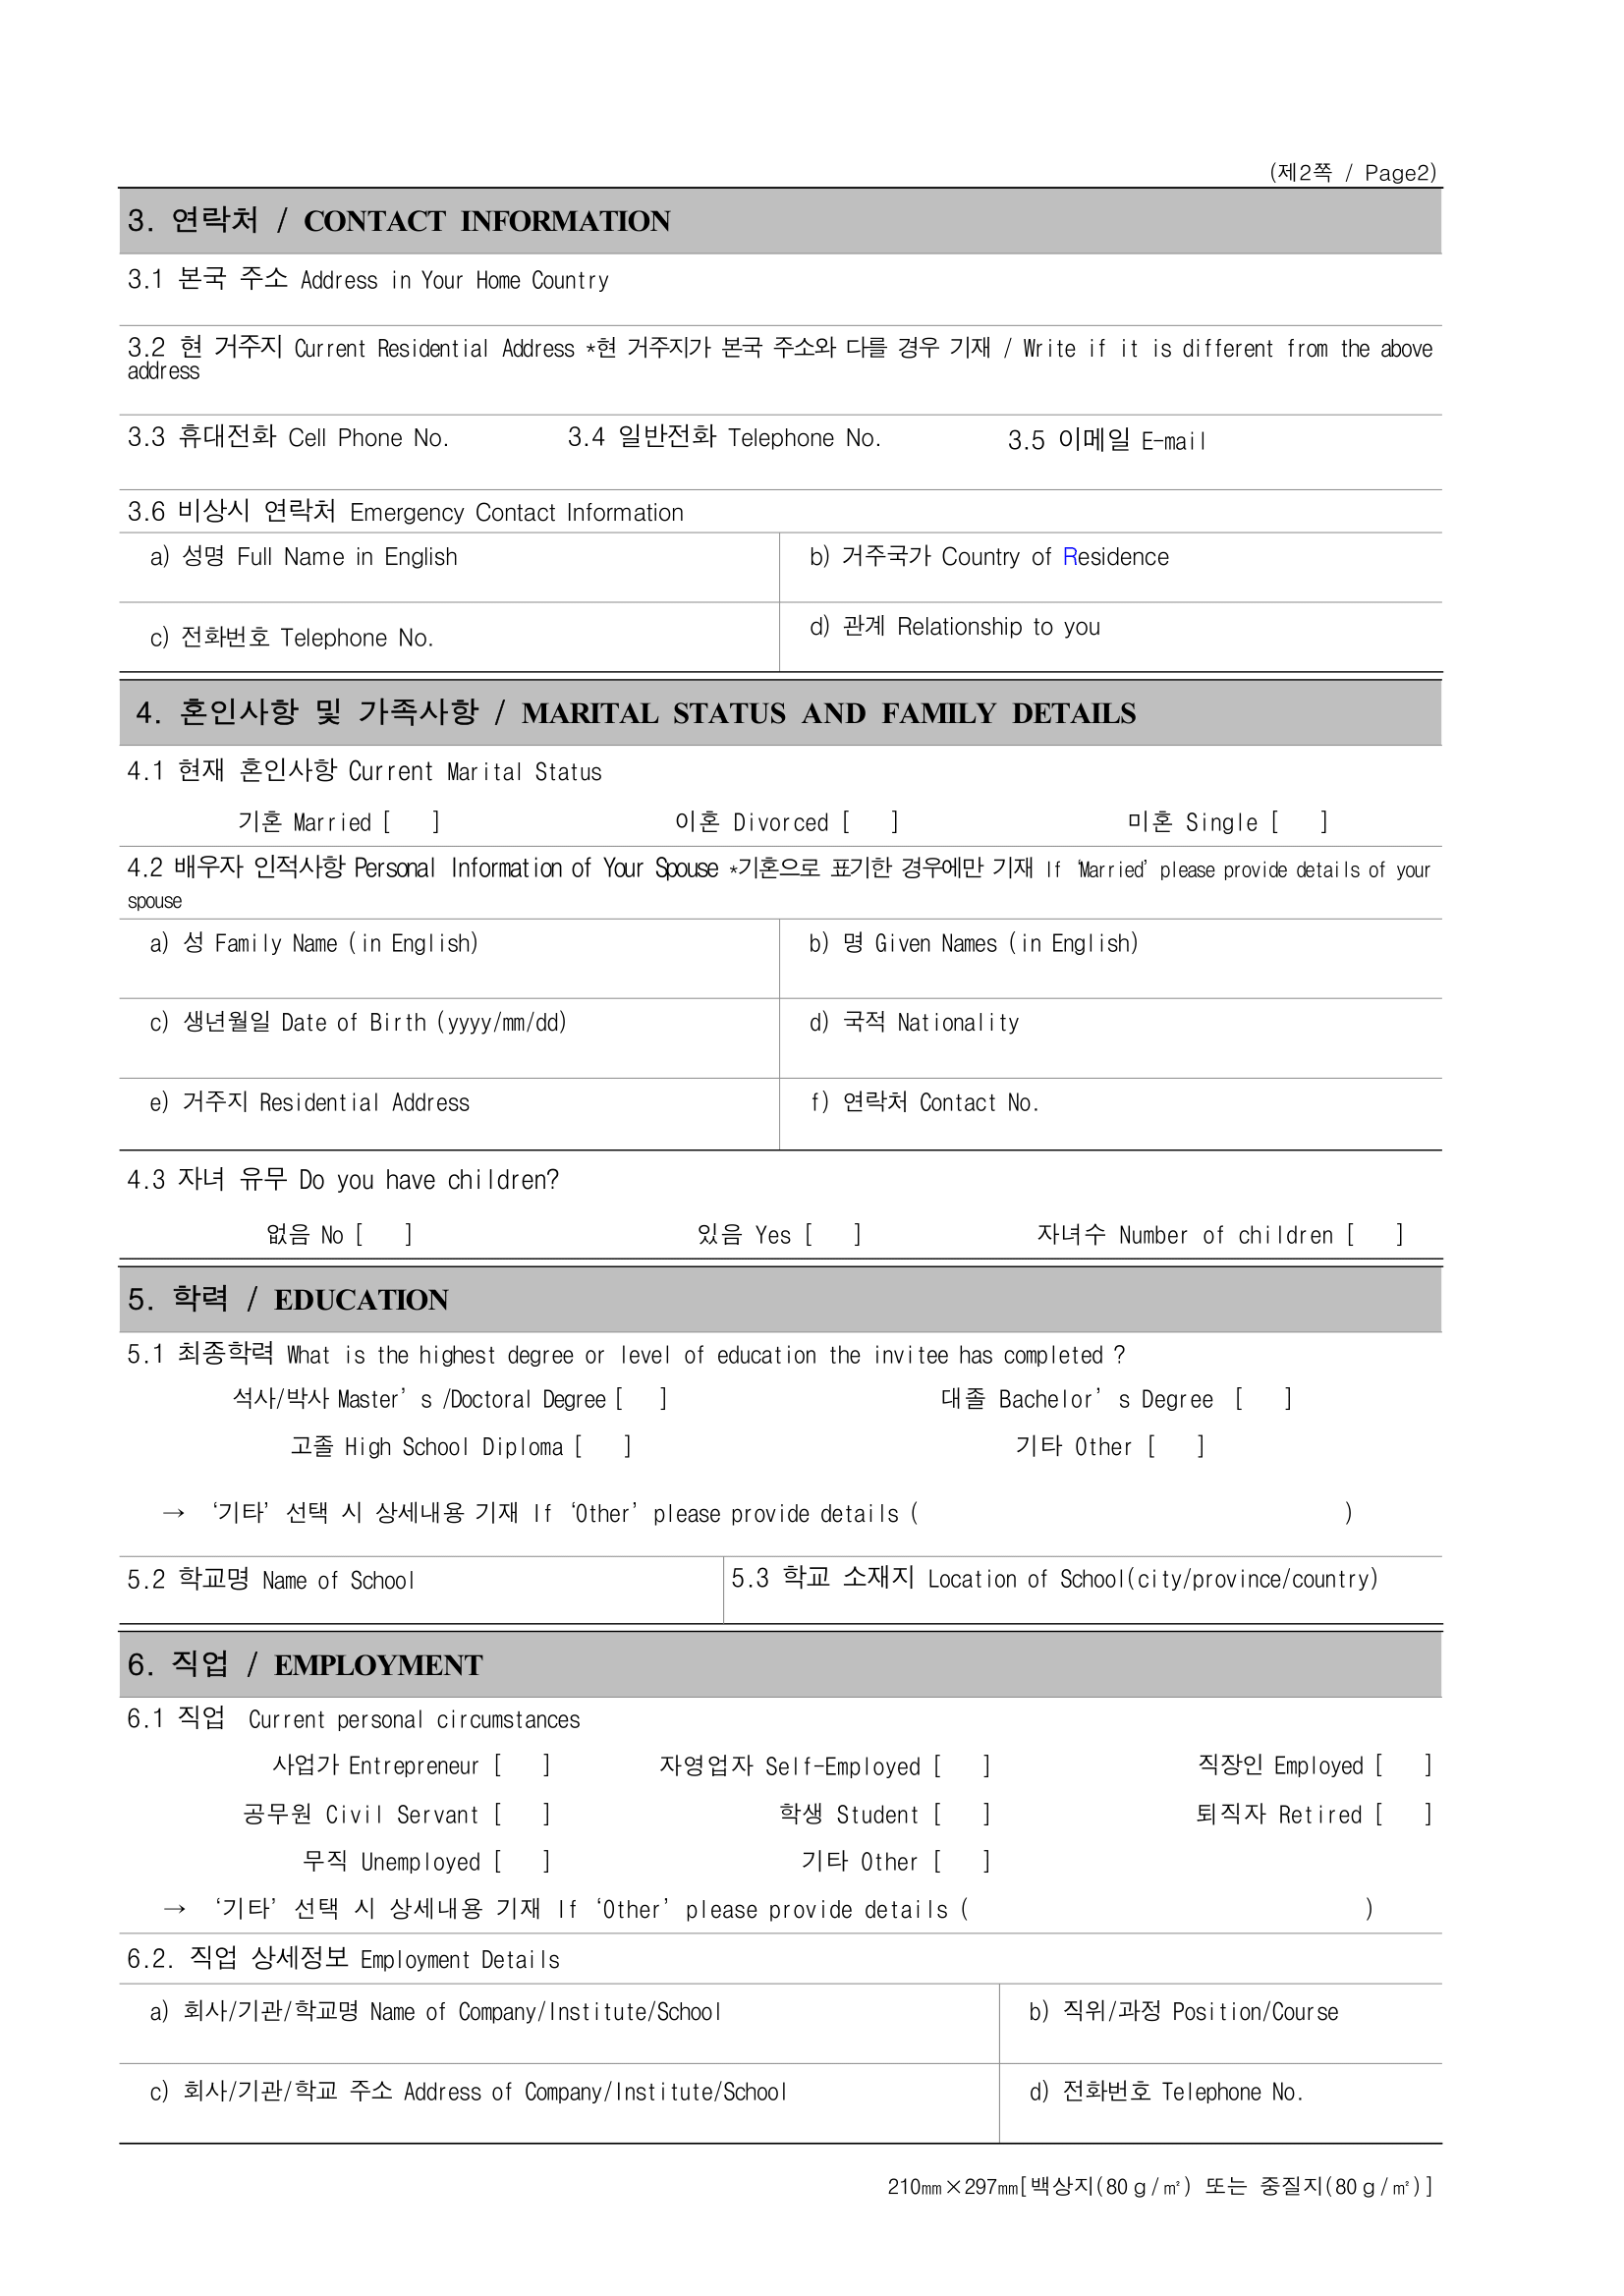 (제2쪽 / Page2)
3. 연락처 / CONTACT INFORMATION
3.1 본국 주소 Address in Your Home Country
3.2 현 거주지 Current Residential Address *현 거주지가 본국 주소와 다를 경우 기재 / Write if it is different from the above
address
3.3 휴대전화 Cell Phone No. 3.4 일반전화 Telephone No. 3.5 이메일 E-mail
3.6 비상시 연락처 Emergency Contact Information
a) 성명 Full Name in English b) 거주국가 Country of Residence
c) 전화번호 Telephone No. d) 관계 Relationship to you
4. 혼인사항 및 가족사항 / MARITAL STATUS AND FAMILY DETAILS
4.1 현재 혼인사항 Current Marital Status
기혼 Married [ ] 이혼 Divorced [ ] 미혼 Single [ ]
4.2 배우자 인적사항 Personal Information of Your Spouse *기혼으로 표기한 경우에만 기재 If ‘Married’ please provide details of your
spouse
a) 성 Family Name (in English) b) 명 Given Names (in English)
c) 생년월일 Date of Birth (yyyy/mm/dd) d) 국적 Nationality
e) 거주지 Residential Address f) 연락처 Contact No.
4.3 자녀 유무 Do you have children?
없음 No [ ] 있음 Yes [ ] 자녀수 Number of children [ ]
5. 학력 / EDUCATION
5.1 최종학력 What is the highest degree or level of education the invitee has completed ?
석사/박사 Master’s /Doctoral Degree [ ] 대졸 Bachelor’s Degree [ ]
고졸 High School Diploma [ ] 기타 Other [ ]
→ ‘기타’ 선택 시 상세내용 기재 If ‘Other’ please provide details ( )
5.2 학교명 Name of School 5.3 학교 소재지 Location of School(city/province/country)
6. 직업 / EMPLOYMENT
6.1 직업 Current personal circumstances
사업가 Entrepreneur [ ] 자영업자 Self-Employed [ ] 직장인 Employed [ ]
공무원 Civil Servant [ ] 학생 Student [ ] 퇴직자 Retired [ ]
무직 Unemployed [ ] 기타 Other [ ]
→ ‘기타’ 선택 시 상세내용 기재 If ‘Other’ please provide details ( )
6.2. 직업 상세정보 Employment Details
a) 회사/기관/학교명 Name of Company/Institute/School b) 직위/과정 Position/Course
c) 회사/기관/학교 주소 Address of Company/Institute/School d) 전화번호 Telephone No.
210㎜×297㎜[백상지(80ｇ/㎡) 또는 중질지(80ｇ/㎡)]